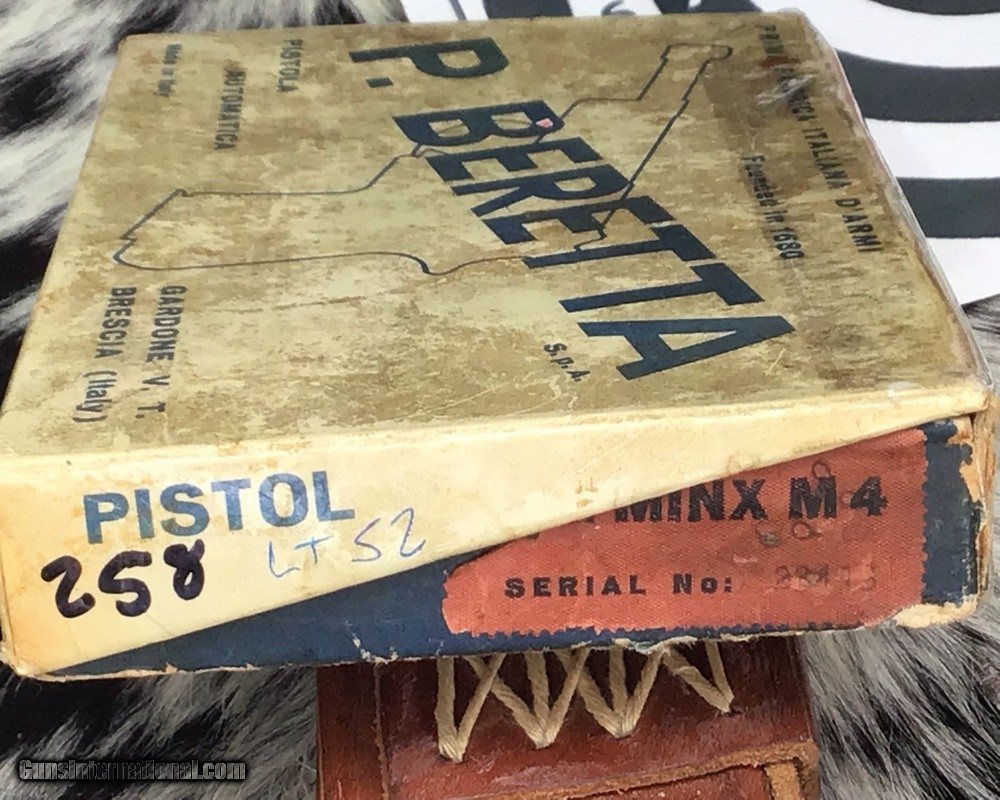 ITALIANA D'ARMI
Founded in 1680
P. BERETTA
S.p.A.
PISTOLA
AUTOMATICA
Made in Italy
GARDONE V. T.
BRESCIA (Italy)
PISTOL
LT 52
258
MINX M4
SERIAL No:
GunsInternational.com